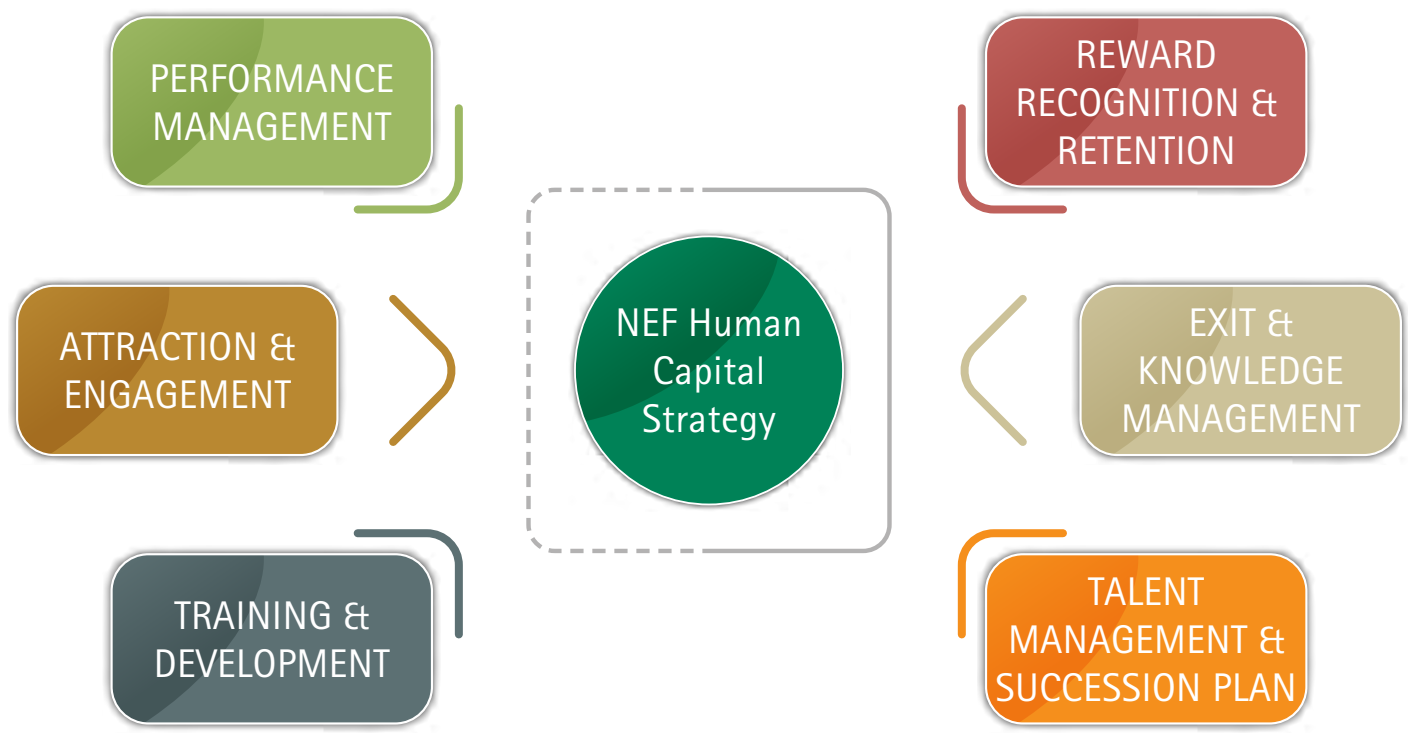 PERFORMANCE
MANAGEMENT
REWARD
RECOGNITION &
RETENTION
ATTRACTION &
ENGAGEMENT
NEF Human
Capital
Strategy
EXIT &
KNOWLEDGE
MANAGEMENT
TRAINING &
DEVELOPMENT
TALENT
MANAGEMENT &
SUCCESSION PLAN